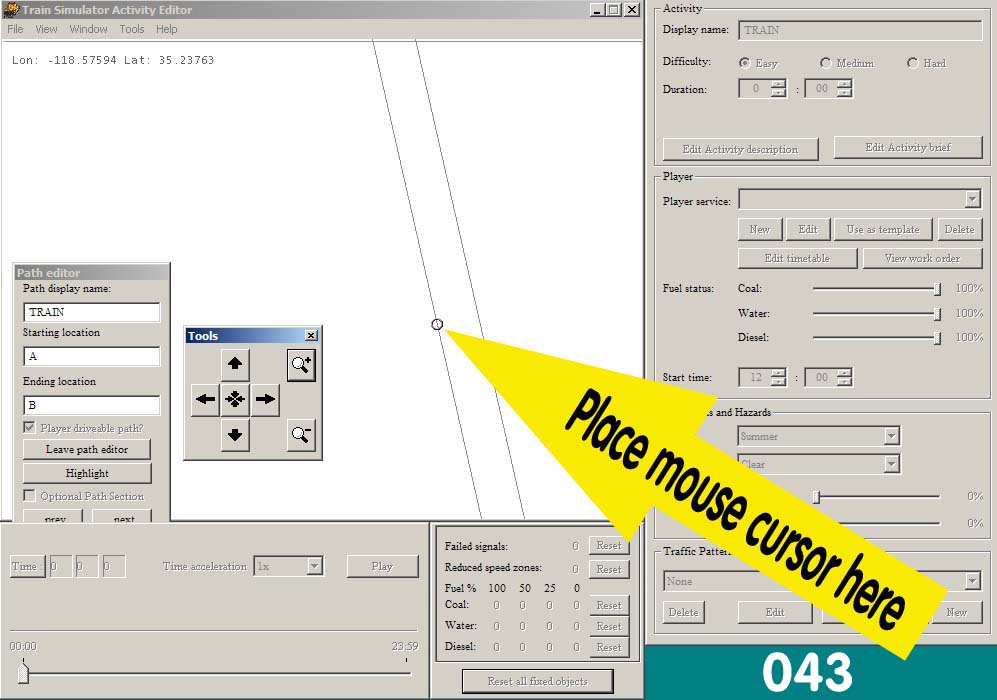 Train Simulator Activity Editor
File View Window Tools Help
Lon: -118.57594 Lat: 35.23763
Path editor
Path display name:
TRAIN
Starting location
A
Ending location
B
Player driveable path?
Leave path editor
Highlight
Optional Path Section
prev next
Tools
Place mouse cursor here
Activity
Display name: TRAIN
Difficulty: Easy Medium Hard
Duration: 0 : 00
Edit Activity description Edit Activity brief
Player
Player service:
New Edit Use as template Delete
Edit timetable View work order
Fuel status: Coal: 100%
Water: 100%
Diesel: 100%
Start time: 12 : 00
s and Hazards
Summer
Clear
0%
0%
Traffic Pattern
None
Delete Edit New
Time : 0 0 0 Time acceleration 1x Play
00:00 23:59
Failed signals: 0 Reset
Reduced speed zones: 0 Reset
Fuel % 100 50 25 0
Coal: 0 0 0 0 Reset
Water: 0 0 0 0 Reset
Diesel: 0 0 0 0 Reset
Reset all fixed objects
043